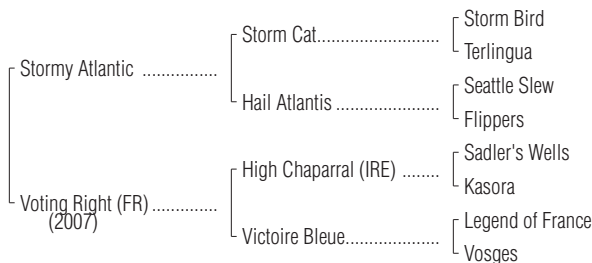 Storm Bird
Storm Cat..........................
Terlingua
Stormy Atlantic ................
Seattle Slew
Hail Atlantis ......................
Flippers
Sadler's Wells
High Chaparral (IRE) ........
Kasora
Voting Right (FR)..............
(2007)
Legend of France
Victoire Bleue....................
Vosges